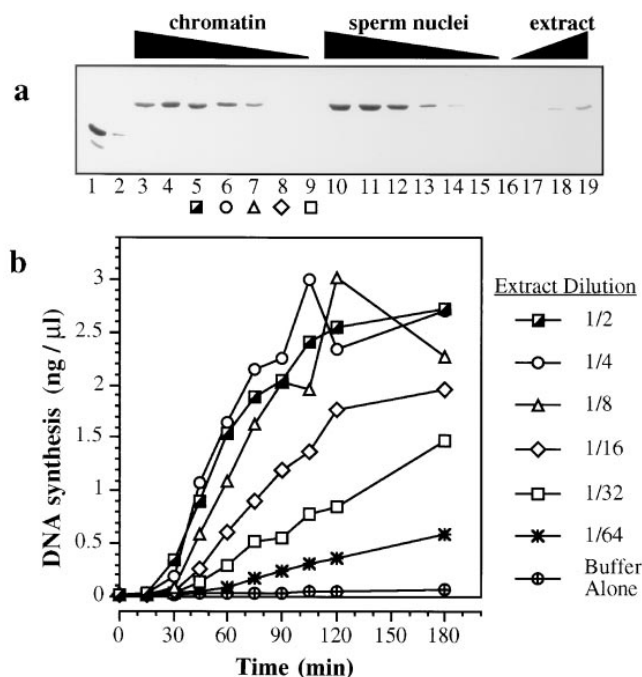 chromatin sperm nuclei extract
a
1 2 3 4 5 6 7 8 9 10 11 12 13 14 15 16 17 18 19
b
DNA synthesis (ng / µl)
3
2.5
2
1.5
1
0.5
0
0 30 60 90 120 150 180
Time (min)
Extract Dilution
1/2
1/4
1/8
1/16
1/32
1/64
Buffer
Alone